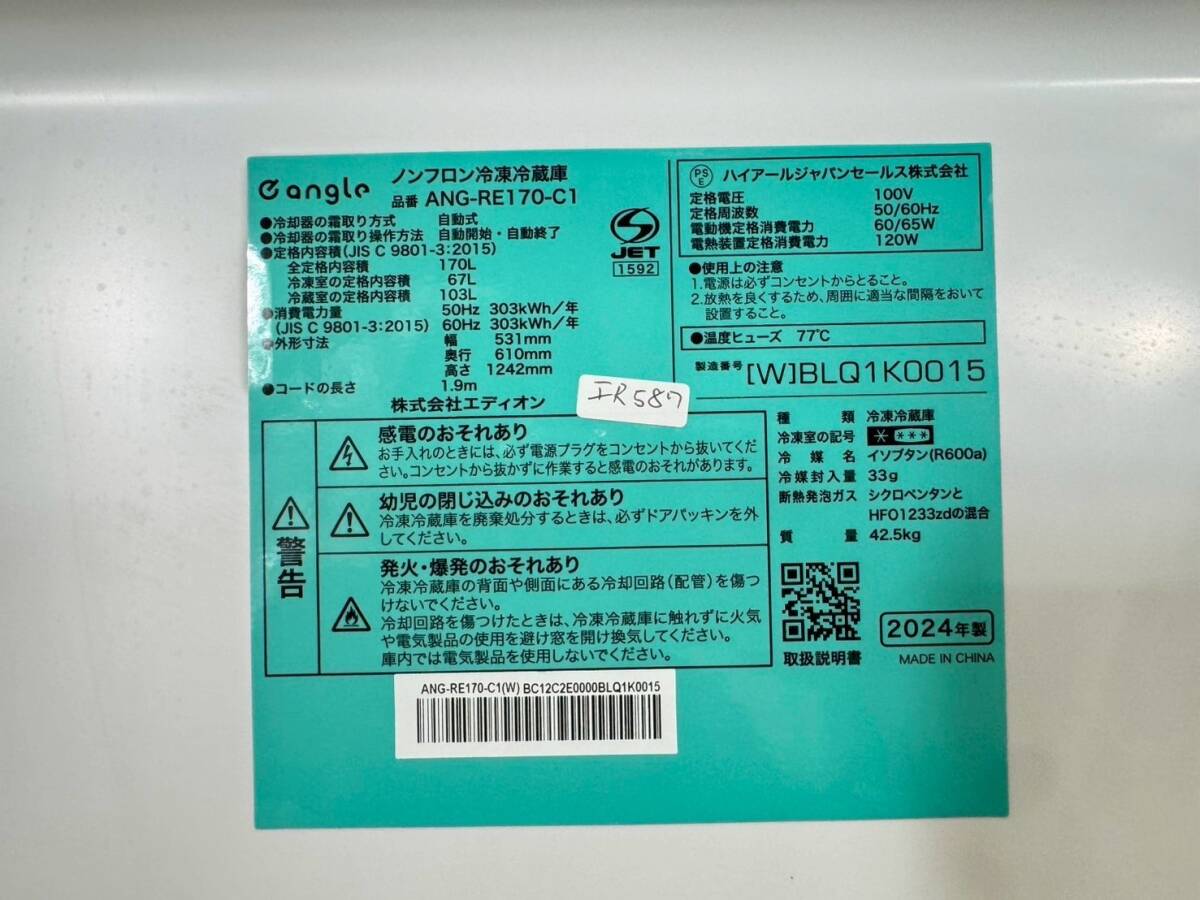 angle ノンフロン冷凍冷蔵庫
品番 ANG-RE170-C1
●冷却器の霜取り方式 自動式
●冷却器の霜取り操作方法 自動開始・自動終了
●定格内容積(JIS C 9801-3:2015)
全定格内容積 170L
冷凍室の定格内容積 67L
冷蔵室の定格内容積 103L
●消費電力量 50Hz 303kWh/年
(JIS C 9801-3:2015) 60Hz 303kWh/年
●外形寸法 幅 531mm
奥行 610mm
高さ 1242mm
●コードの長さ 1.9m
株式会社エディオン
JET
1592
IR587
PSE ハイアールジャパンセールス株式会社
定格電圧 100V
定格周波数 50/60Hz
電動機定格消費電力 60/65W
電熱装置定格消費電力 120W
●使用上の注意
1.電源は必ずコンセントからとること。
2.放熱を良くするため、周囲に適当な間隔をおいて
設置すること。
●温度ヒューズ 77℃
製造番号 [W]BLQ1K0015
警告
感電のおそれあり
お手入れのときには、必ず電源プラグをコンセントから抜いてくだ
さい。コンセントから抜かずに作業すると感電のおそれがあります。
幼児の閉じ込みのおそれあり
冷凍冷蔵庫を廃棄処分するときは、必ずドアパッキンを外
してください。
発火・爆発のおそれあり
冷凍冷蔵庫の背面や側面にある冷却回路(配管)を傷つ
けないでください。
冷却回路を傷つけたときは、冷凍冷蔵庫に触れずに火気
や電気製品の使用を避け窓を開け換気してください。
庫内では電気製品を使用しないでください。
種類 冷凍冷蔵庫
冷凍室の記号 * ***
冷媒名 イソブタン(R600a)
冷媒封入量 33g
断熱発泡ガス シクロペンタンと
HFO1233zdの混合
質量 42.5kg
取扱説明書
2024年製
MADE IN CHINA
ANG-RE170-C1(W) BC12C2E0000BLQ1K0015